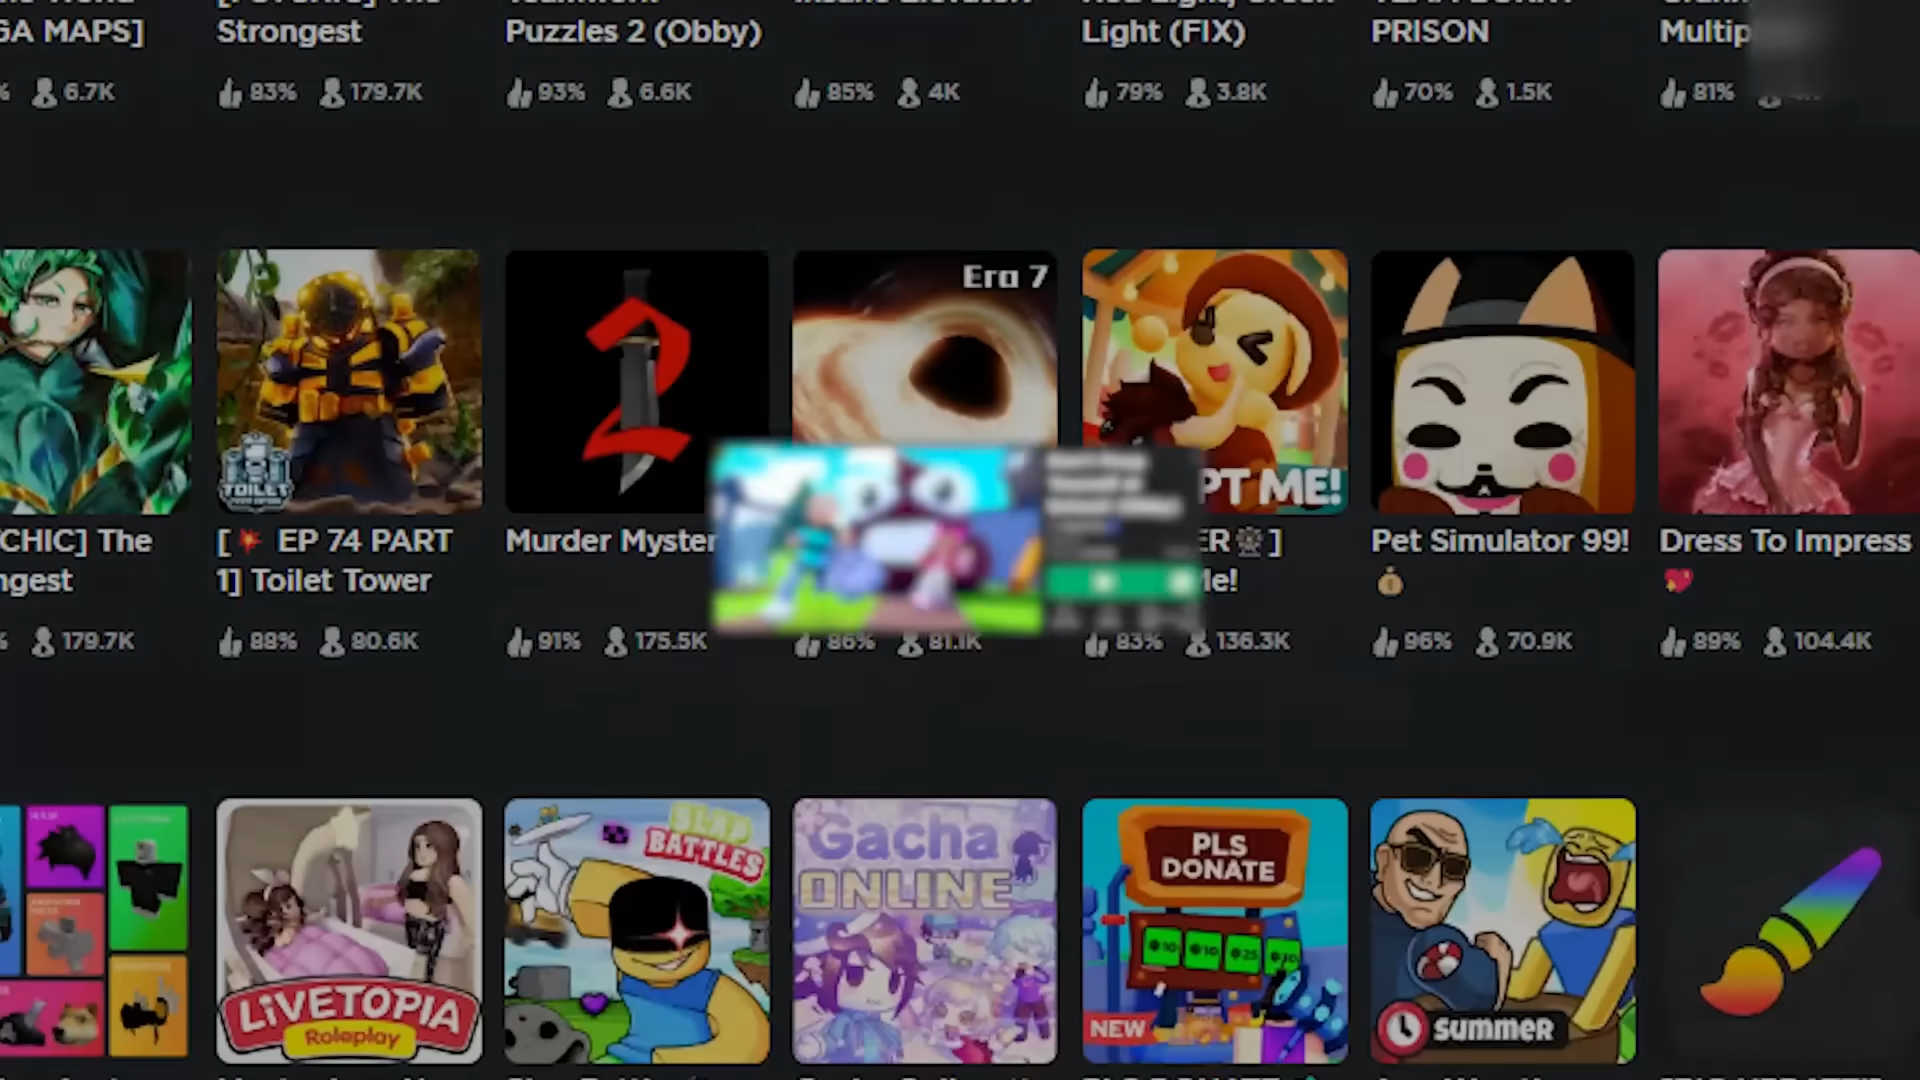 GA MAPS]
Strongest
Puzzles 2 (Obby)
Light (FIX)
PRISON
6.7K
83% 179.7K
93% 6.6K
85% 4K
79% 3.8K
70% 1.5K
81%
Era 7
TOILET
PT ME!
CHIC] The
ngest
[💥 EP 74 PART
1] Toilet Tower
Murder Myster
ER 🎡]
Me!
Pet Simulator 99!
💰
Dress To Impress
💖
179.7K
88% 80.6K
91% 175.5K
86% 81.1K
83% 136.3K
96% 70.9K
89% 104.4K
LIVETOPIA
Roleplay
SLAP
BATTLES
Gacha
ONLINE
PLS
DONATE
10 10 25
NEW
SUMMER